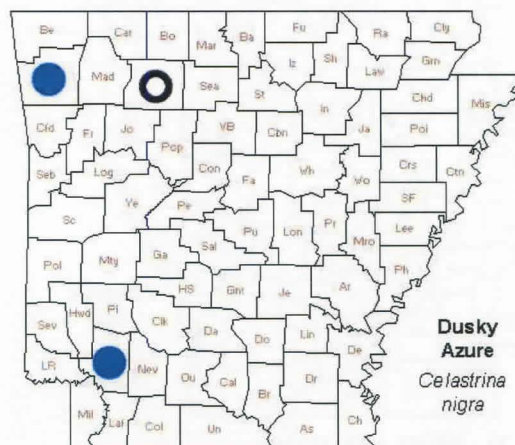 Be Car Bo Mar Ba Fu Ra Cly
Mad Sea Iz Sh Law Grn
St Chd Mis
Cfd Fr Jo Pop VB Cbn In Ja Poi
Seb Log Con Fa Wh Wo Crs Ctn
Sc Ye Pe SF
Pol Mty Ga Sal Pu Lon Pr Mro Lee
Ph
HS Gnt Je Ar
Sev Hwd Pi Clk Da Do Lin De
LR Nev Ou Cal Br Dr
Mil Laf Col Un As Ch
Dusky
Azure
Celastrina
nigra